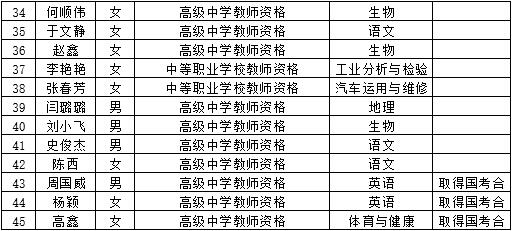 34 何顺伟 女 高级中学教师资格 生物
35 于文静 女 高级中学教师资格 语文
36 赵鑫 女 高级中学教师资格 生物
37 李艳艳 女 中等职业学校教师资格 工业分析与检验
38 张春芳 女 中等职业学校教师资格 汽车运用与维修
39 闫璐璐 男 高级中学教师资格 地理
40 刘小飞 男 高级中学教师资格 生物
41 史俊杰 男 高级中学教师资格 语文
42 陈西 女 高级中学教师资格 语文
43 周国威 男 高级中学教师资格 英语 取得国考合
44 杨颖 女 高级中学教师资格 英语 取得国考合
45 高鑫 女 高级中学教师资格 体育与健康 取得国考合